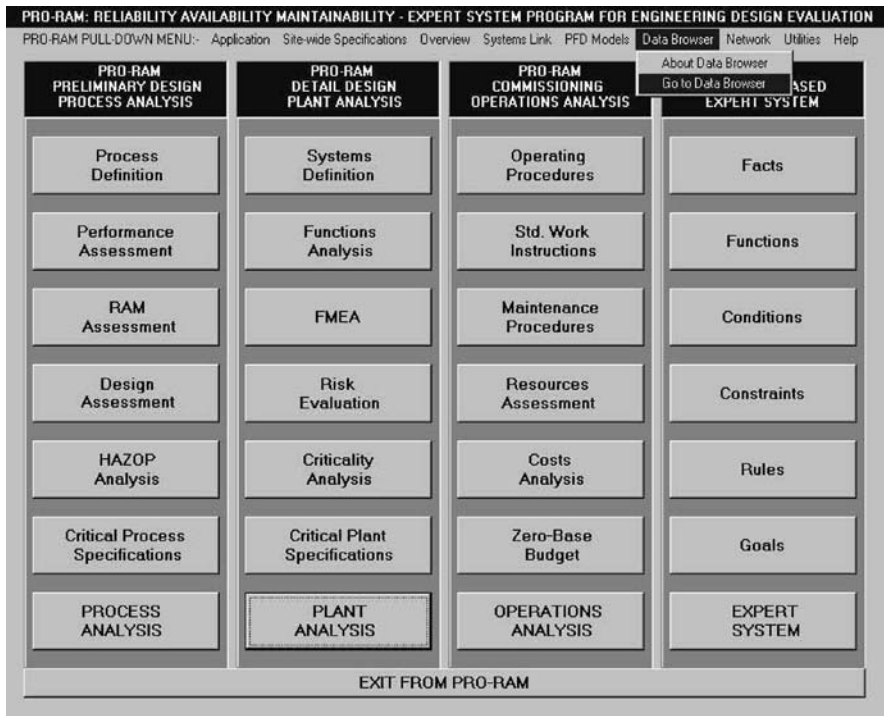 PRO-RAM: RELIABILITY AVAILABILITY MAINTAINABILITY - EXPERT SYSTEM PROGRAM FOR ENGINEERING DESIGN EVALUATION
PRO-RAM PULL-DOWN MENU:- Application Site-wide Specifications Overview Systems Link PFD Models Data Browser Network Utilities Help
About Data Browser
Go to Data Browser
PRO-RAM
PRELIMINARY DESIGN
PROCESS ANALYSIS
PRO-RAM
DETAIL DESIGN
PLANT ANALYSIS
PRO-RAM
COMMISSIONING
OPERATIONS ANALYSIS
ASED
EXPERT SYSTEM
Process
Definition
Systems
Definition
Operating
Procedures
Facts
Performance
Assessment
Functions
Analysis
Std. Work
Instructions
Functions
RAM
Assessment
FMEA
Maintenance
Procedures
Conditions
Design
Assessment
Risk
Evaluation
Resources
Assessment
Constraints
HAZOP
Analysis
Criticality
Analysis
Costs
Analysis
Rules
Critical Process
Specifications
Critical Plant
Specifications
Zero-Base
Budget
Goals
PROCESS
ANALYSIS
PLANT
ANALYSIS
OPERATIONS
ANALYSIS
EXPERT
SYSTEM
EXIT FROM PRO-RAM